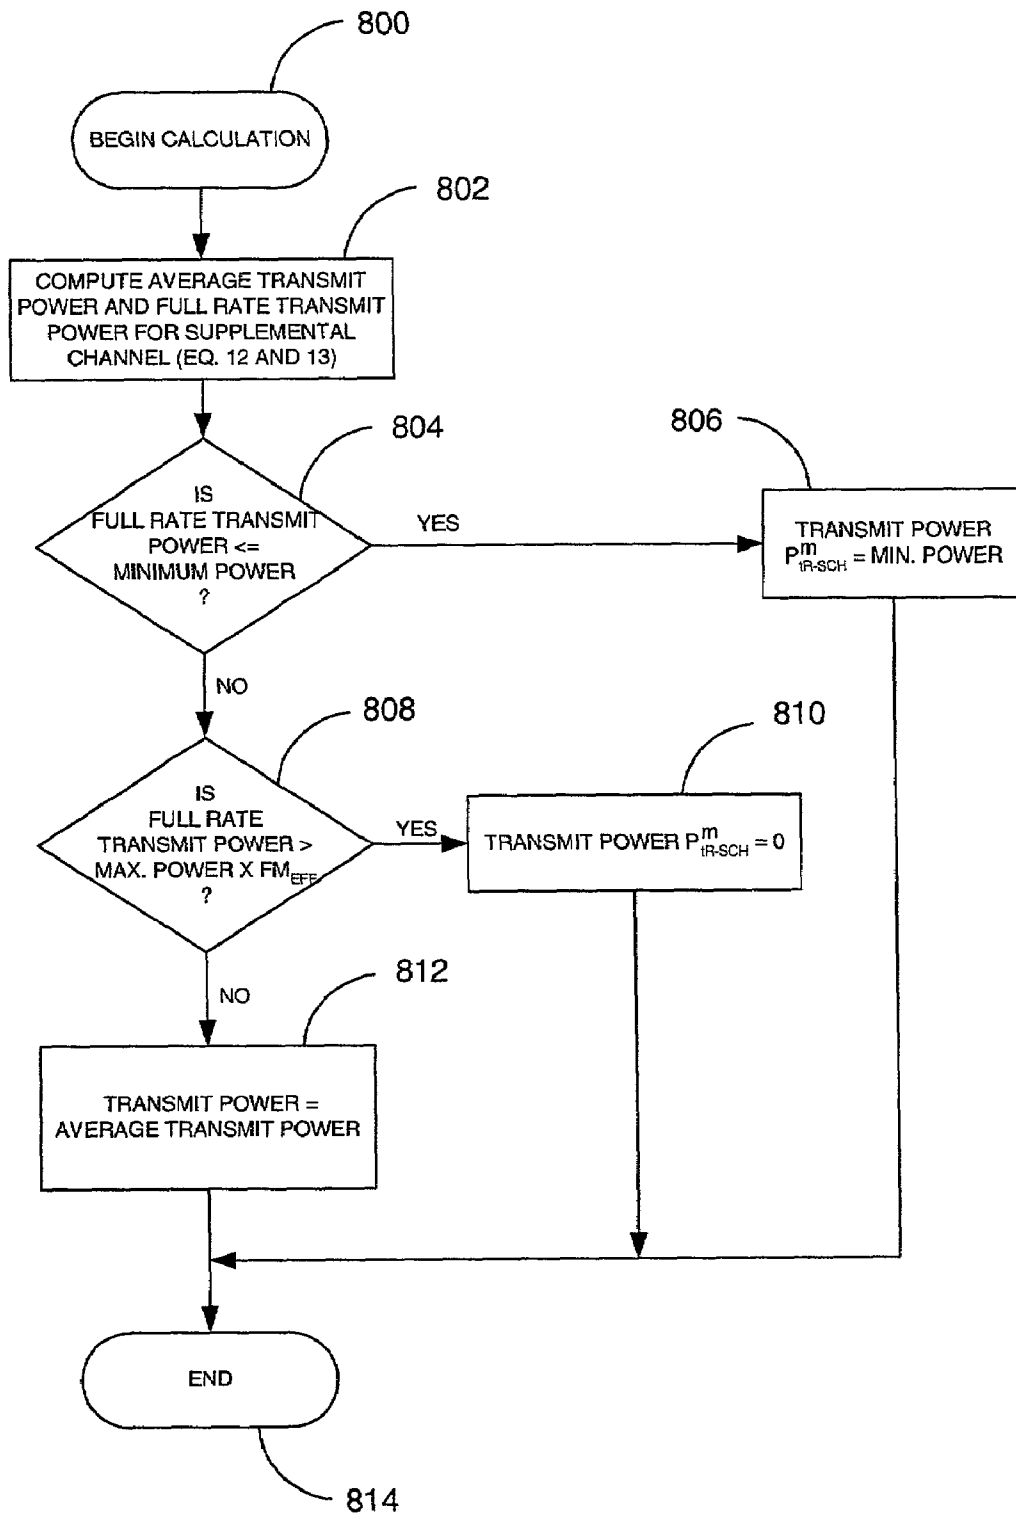 800
BEGIN CALCULATION
802
COMPUTE AVERAGE TRANSMIT
POWER AND FULL RATE TRANSMIT
POWER FOR SUPPLEMENTAL
CHANNEL (EQ. 12 AND 13)
804
IS
FULL RATE TRANSMIT
POWER <=
MINIMUM POWER
?
YES
806
TRANSMIT POWER
P^m_tR-SCH = MIN. POWER
NO
808
IS
FULL RATE
TRANSMIT POWER >
MAX. POWER X FM_EFF
?
YES
810
TRANSMIT POWER P^m_tR-SCH = 0
NO
812
TRANSMIT POWER =
AVERAGE TRANSMIT POWER
END
814